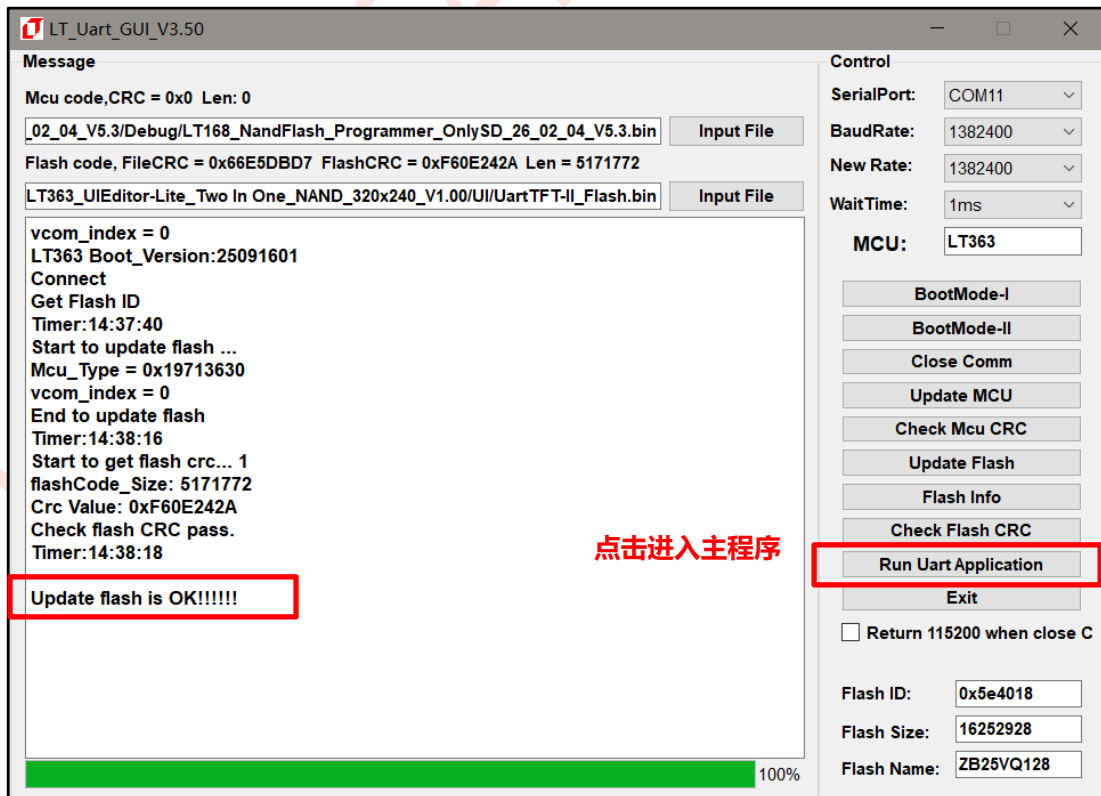 LT_Uart_GUI_V3.50
Message
Mcu code,CRC = 0x0 Len: 0
_02_04_V5.3/Debug/LT168_NandFlash_Programmer_OnlySD_26_02_04_V5.3.bin
Input File
Flash code, FileCRC = 0x66E5DBD7 FlashCRC = 0xF60E242A Len = 5171772
LT363_UIEditor-Lite_Two In One_NAND_320x240_V1.00/UI/UartTFT-II_Flash.bin
Input File
vcom_index = 0
LT363 Boot_Version:25091601
Connect
Get Flash ID
Timer:14:37:40
Start to update flash ...
Mcu_Type = 0x19713630
vcom_index = 0
End to update flash
Timer:14:38:16
Start to get flash crc... 1
flashCode_Size: 5171772
Crc Value: 0xF60E242A
Check flash CRC pass.
Timer:14:38:18
Update flash is OK!!!!!!
100%
点击进入主程序
Control
SerialPort: COM11
BaudRate: 1382400
New Rate: 1382400
WaitTime: 1ms
MCU: LT363
BootMode-I
BootMode-II
Close Comm
Update MCU
Check Mcu CRC
Update Flash
Flash Info
Check Flash CRC
Run Uart Application
Exit
Return 115200 when close C
Flash ID: 0x5e4018
Flash Size: 16252928
Flash Name: ZB25VQ128